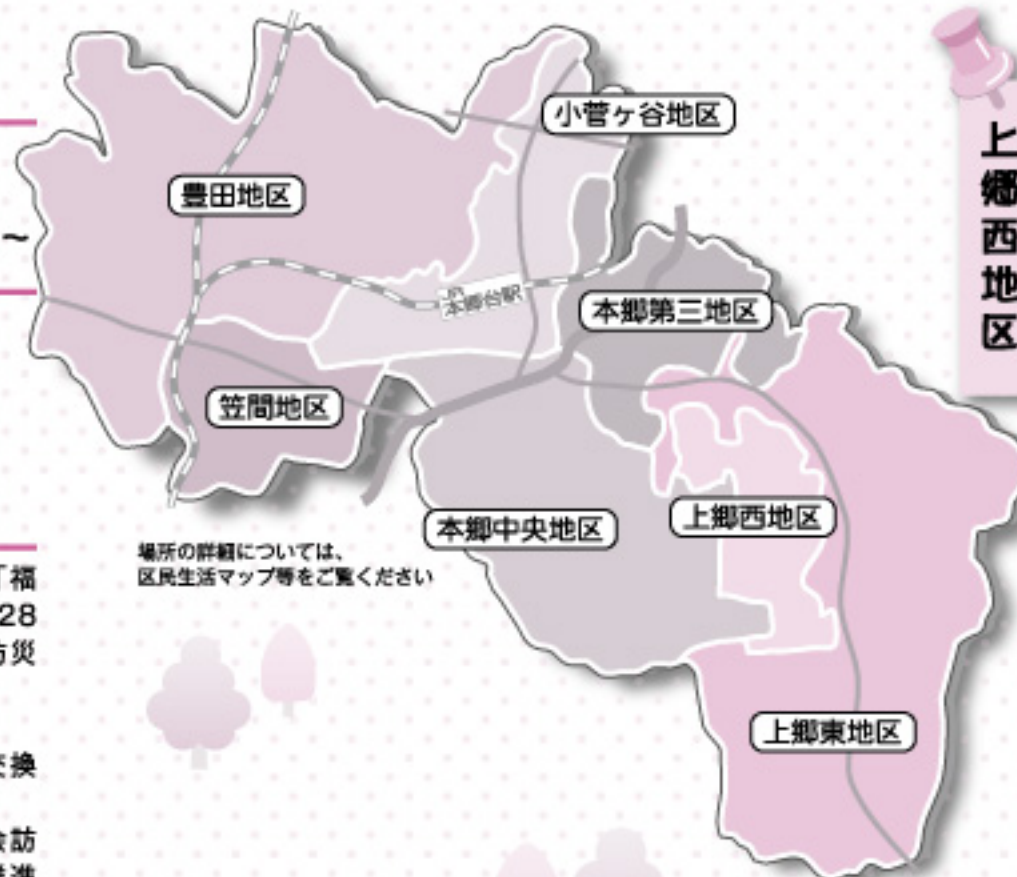 小菅ヶ谷地区
豊田地区
~
JR
本郷台駅
本郷第三地区
笠間地区
上郷西地区
本郷中央地区
上郷西地区
場所の詳細については、
区民生活マップ等をご覧ください
「福
28
防災
上郷東地区
交換
会訪
推進